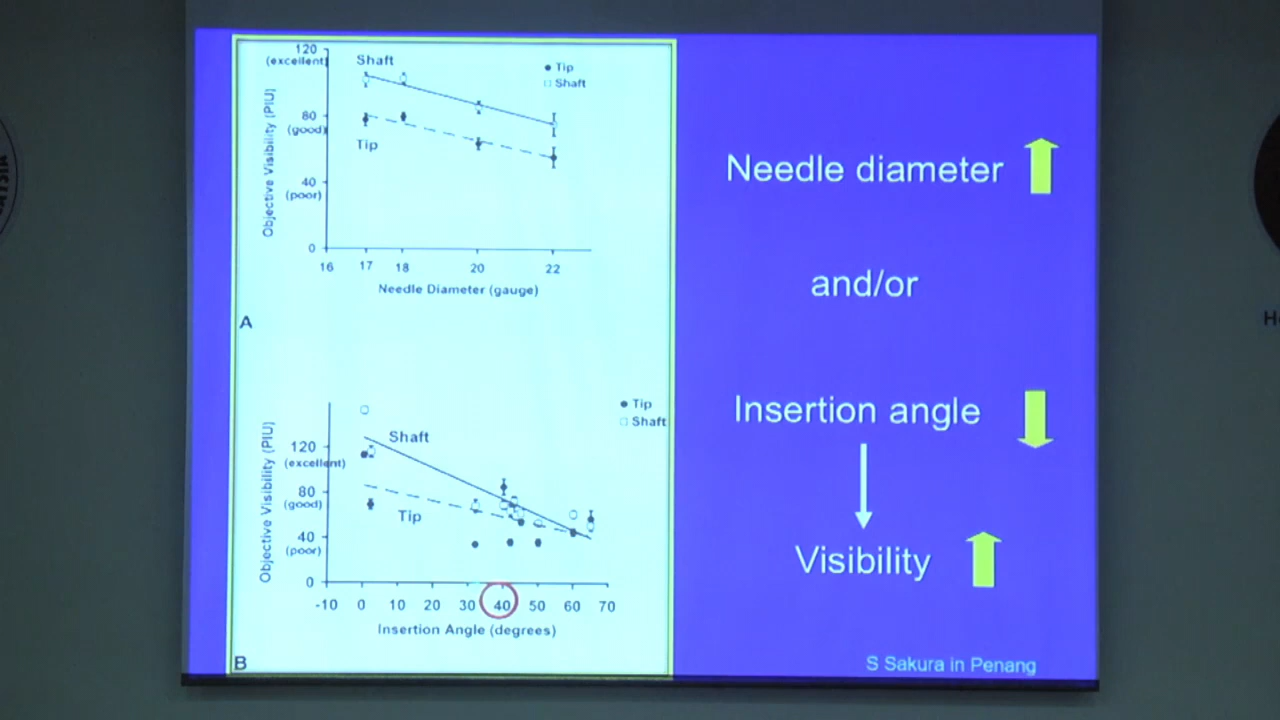 120
(excellent)
Shaft
Tip
Shaft
80
(good)
Tip
40
(poor)
0
Objective Visibility (PIU)
16 17 18 20 22
Needle Diameter (gauge)
A
Tip
Shaft
120
(excellent)
Shaft
80
(good)
Tip
40
(poor)
0
Objective Visibility (PIU)
-10 0 10 20 30 40 50 60 70
Insertion Angle (degrees)
B
Needle diameter
and/or
Insertion angle
Visibility
S Sakura in Penang